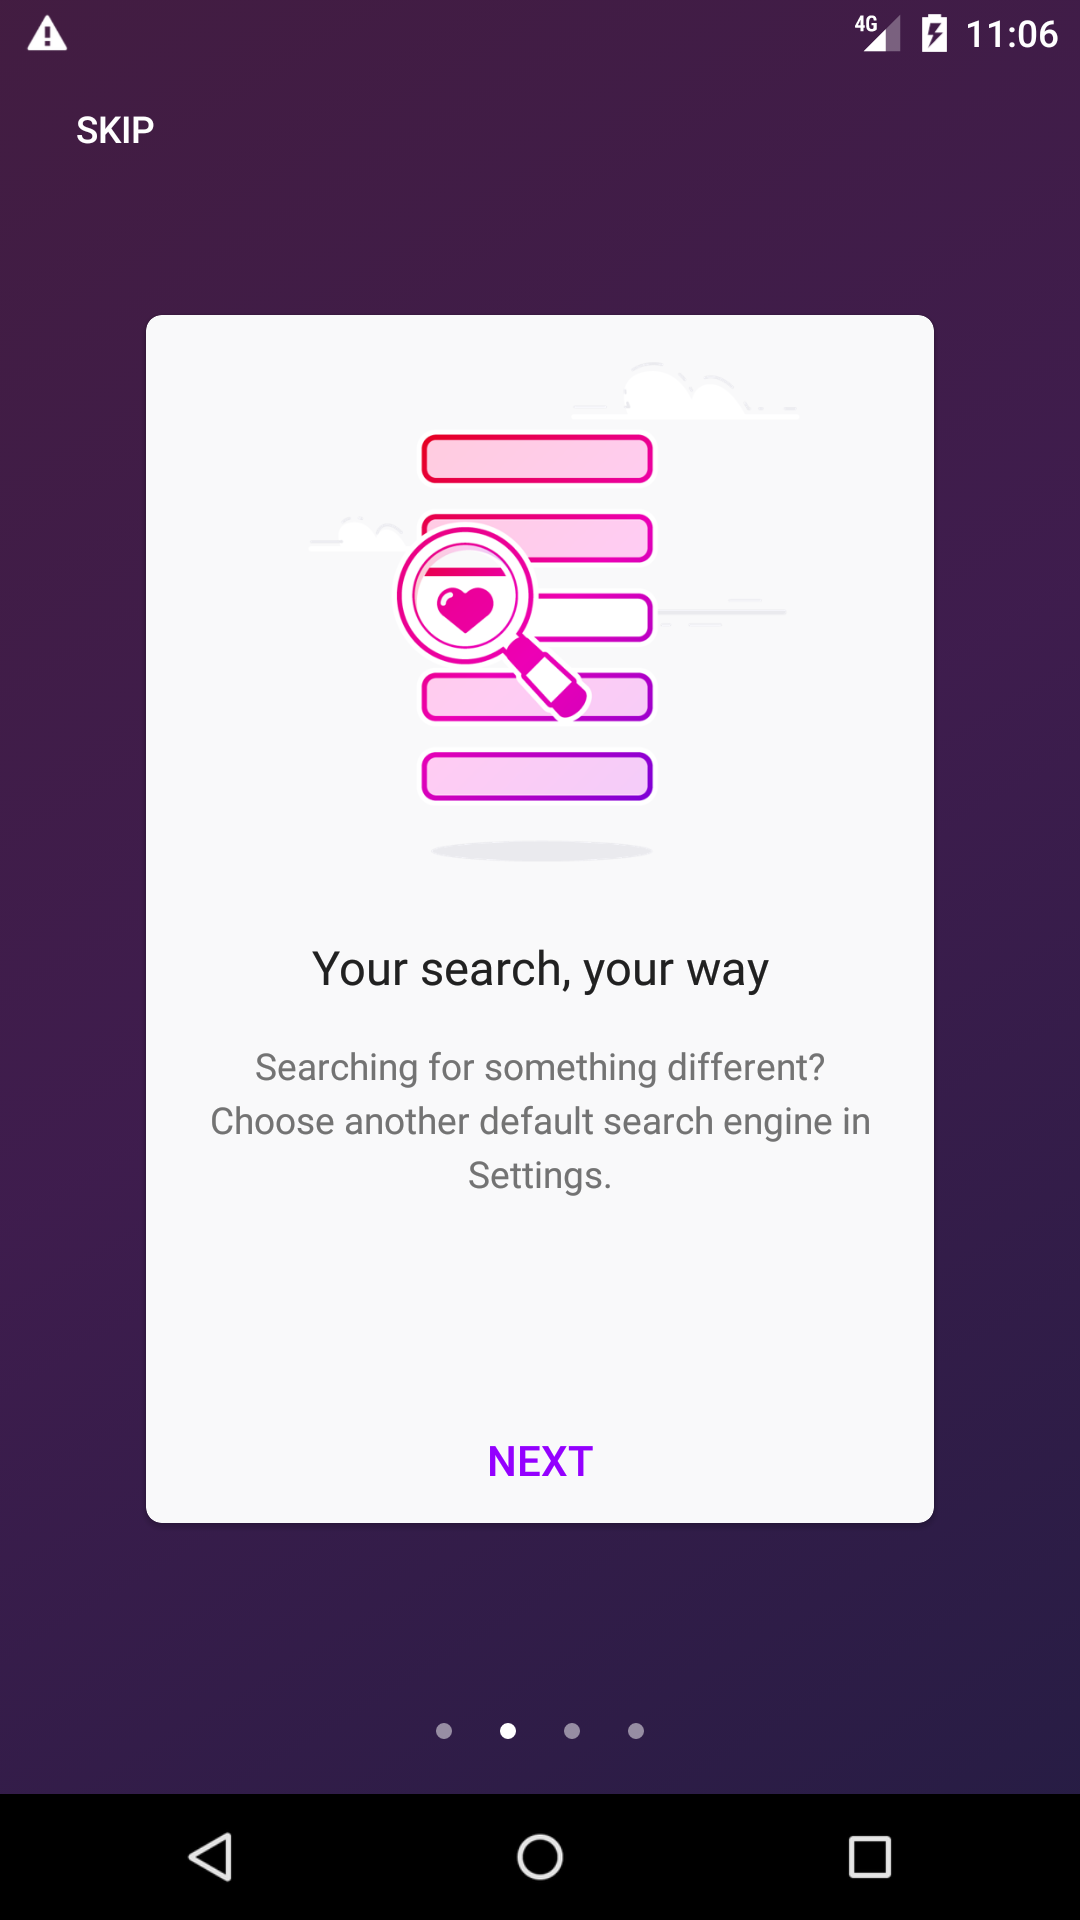 4G 11:06
SKIP
Your search, your way
Searching for something different?
Choose another default search engine in
Settings.
NEXT